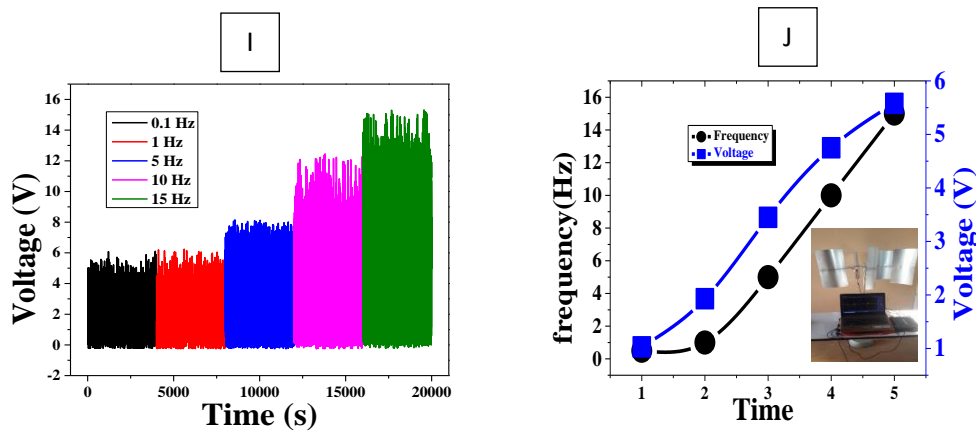 I
J
Voltage (V)
16
14
12
10
8
6
4
2
0
-2
0.1 Hz
1 Hz
5 Hz
10 Hz
15 Hz
0 5000 10000 15000 20000
Time (s)
frequency(Hz)
16
14
12
10
8
6
4
2
0
Frequency
Voltage
6
5
4
3
2
1
Voltage (V)
1 2 3 4 5
Time